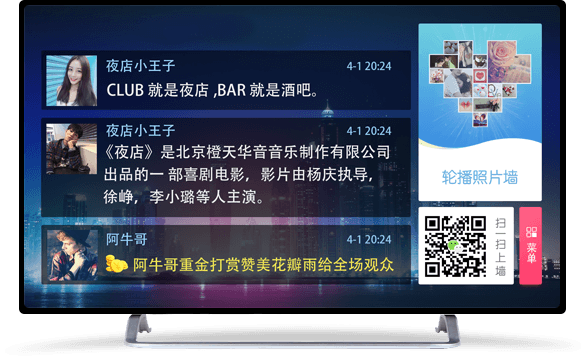 夜店小王子 4-1 20:24
CLUB 就是夜店 ,BAR 就是酒吧。
夜店小王子 4-1 20:24
《夜店》是北京橙天华音音乐制作有限公司
出品的一 部喜剧电影， 影片由杨庆执导,
徐峥， 李小璐等人主演。
阿牛哥 4-1 20:24
阿牛哥重金打赏赞美花瓣雨给全场观众
轮播照片墙
扫一扫上墙
菜单